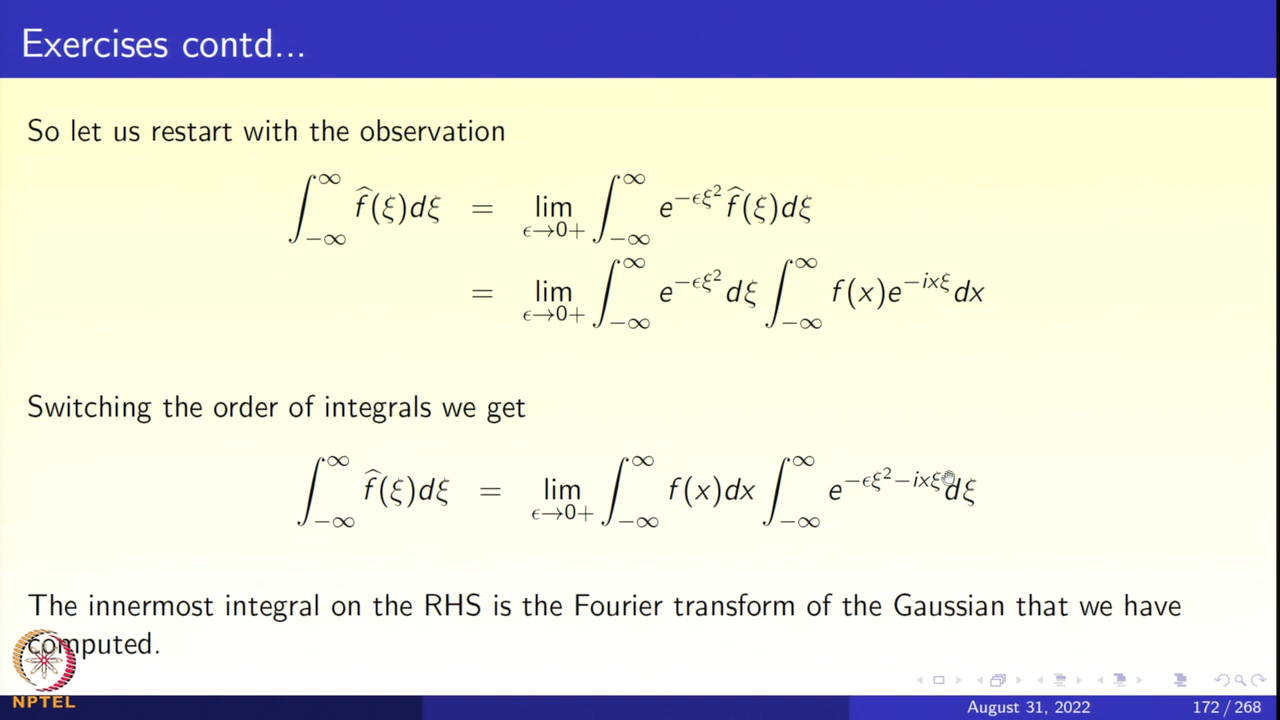 Exercises contd...
So let us restart with the observation
∫_{−∞}^{∞} f̂(ξ)dξ = lim_{ϵ→0+} ∫_{−∞}^{∞} e^{−ϵξ²} f̂(ξ)dξ
= lim_{ϵ→0+} ∫_{−∞}^{∞} e^{−ϵξ²} dξ ∫_{−∞}^{∞} f(x)e^{−ixξ}dx
Switching the order of integrals we get
∫_{−∞}^{∞} f̂(ξ)dξ = lim_{ϵ→0+} ∫_{−∞}^{∞} f(x)dx ∫_{−∞}^{∞} e^{−ϵξ²−ixξ}dξ
The innermost integral on the RHS is the Fourier transform of the Gaussian that we have
computed.
NPTEL
August 31, 2022 172 / 268